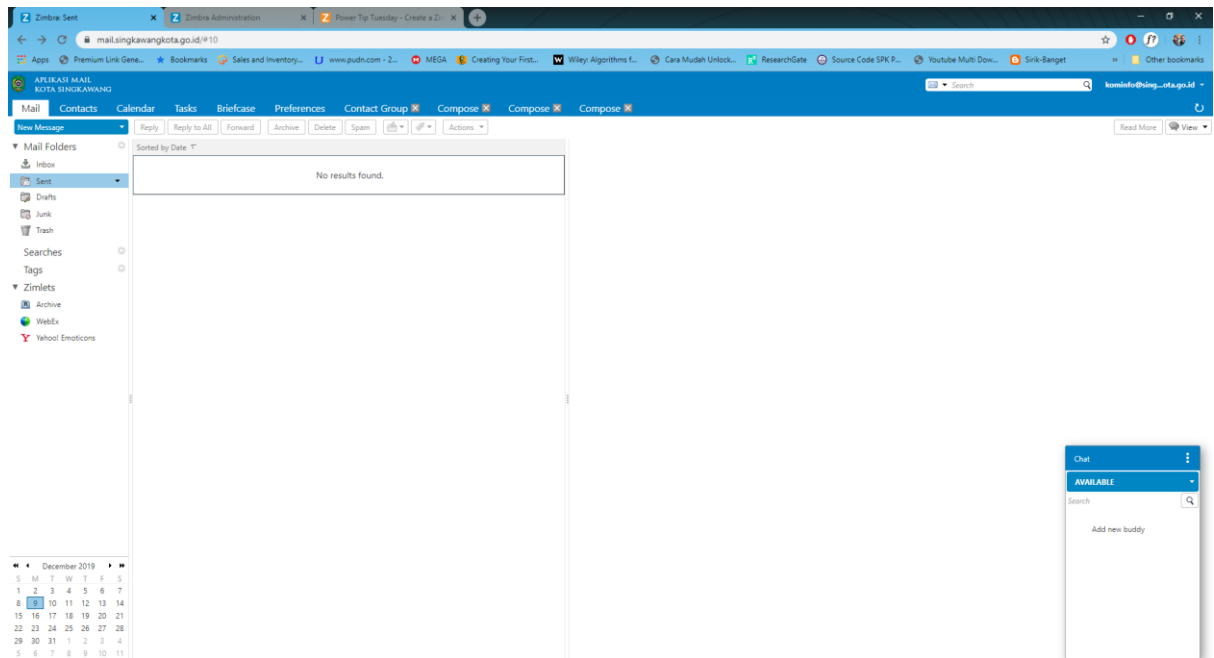 Zimbra: Sent
Zimbra Administration
Power Tip Tuesday - Create a Zi
mail.singkawangkota.go.id/#10
Apps Premium Link Gene... Bookmarks Sales and Inventory... www.pudn.com - 2... MEGA Creating Your First... Wiley: Algorithms f... Cara Mudah Unlock... ResearchGate Source Code SPK P... Youtube Multi Dow... Sirik-Banget » Other bookmarks
APLIKASI MAIL
KOTA SINGKAWANG
Search
kominfo@sing...ota.go.id
Mail Contacts Calendar Tasks Briefcase Preferences Contact Group Compose Compose Compose
New Message Reply Reply to All Forward Archive Delete Spam Actions Read More View
Mail Folders
Sorted by Date
Inbox
No results found.
Sent
Drafts
Junk
Trash
Searches
Tags
Zimlets
Archive
WebEx
Yahoo! Emoticons
Chat
AVAILABLE
Search
Add new buddy
December 2019
S M T W T F S
1 2 3 4 5 6 7
8 9 10 11 12 13 14
15 16 17 18 19 20 21
22 23 24 25 26 27 28
29 30 31 1 2 3 4
5 6 7 8 9 10 11